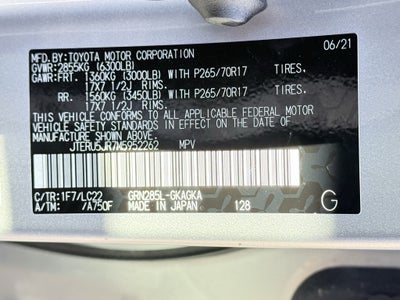 MFD.BY:TOYOTA MOTOR CORPORATION 06/21
GVWR:2855KG (6300LB)
GAWR:FRT. 1360KG (3000LB) WITH P265/70R17 TIRES.
17X7 1/2J RIMS.
RR. 1560KG (3450LB) WITH P265/70R17 TIRES.
17X7 1/2J RIMS.
THIS VEHICLE CONFORMS TO ALL APPLICABLE FEDERAL MOTOR
VEHICLE SAFETY STANDARDS IN EFFECT ON THE DATE OF
MANUFACTURE SHOWN ABOVE.
JTERU5JR7M5952262 MPV
C/TR:1F7/LC22 GRN285L-GKAGKA
A/TM: /A750F MADE IN JAPAN 128 G